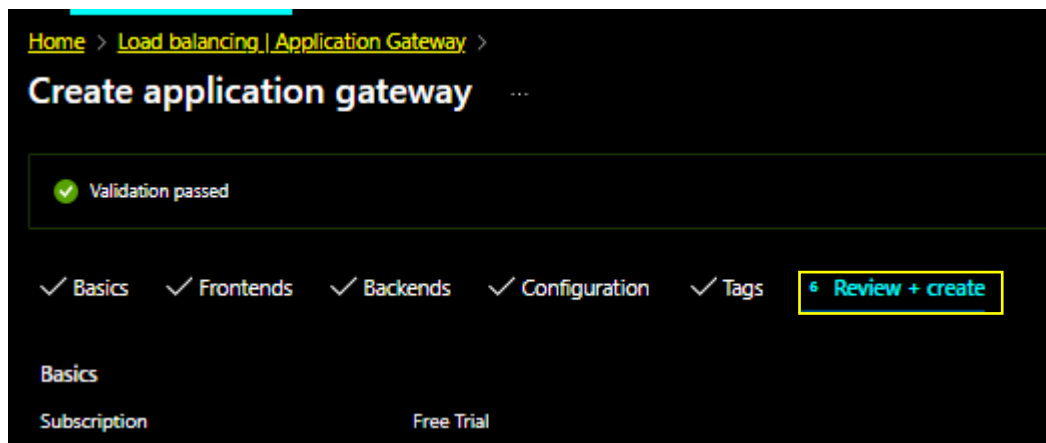 Home > Load balancing | Application Gateway >
Create application gateway ...
Validation passed
Basics Frontends Backends Configuration Tags 6 Review + create
Basics
Subscription Free Trial